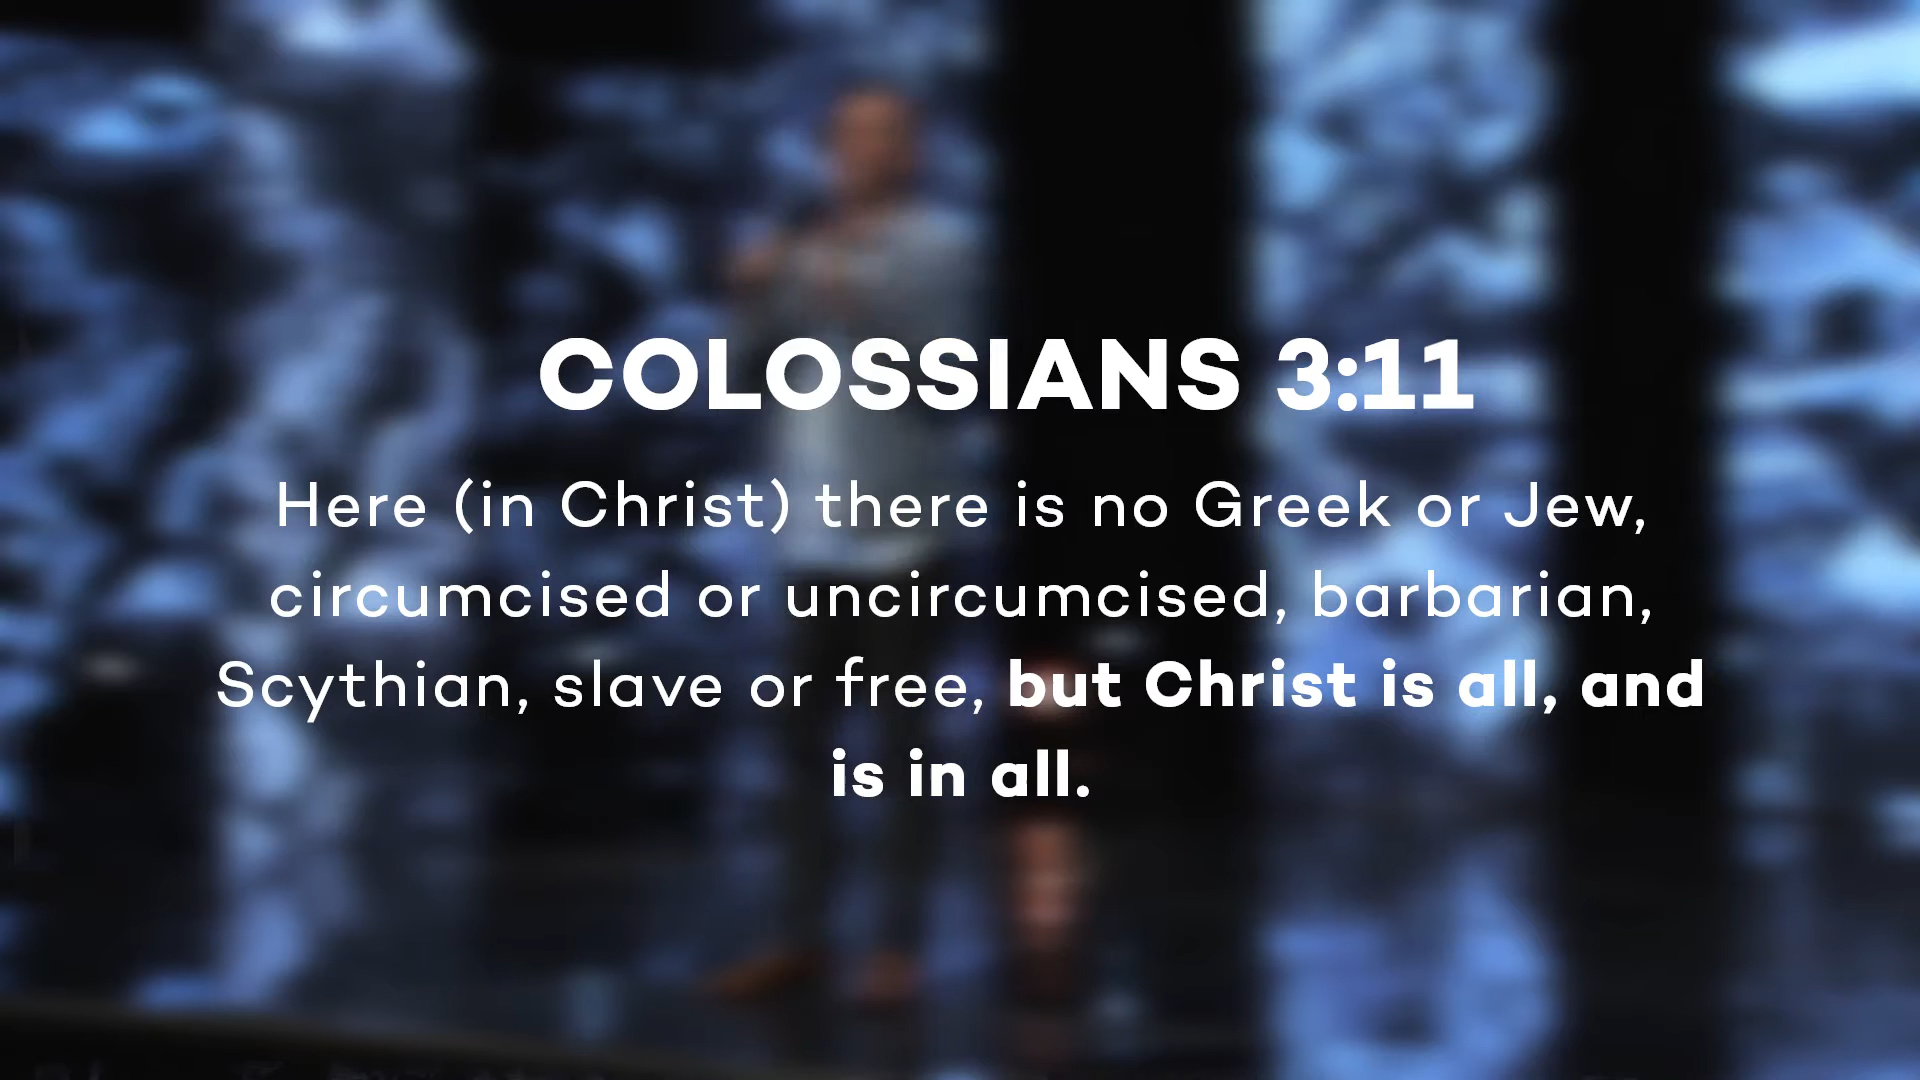 COLOSSIANS 3:11
Here (in Christ) there is no Greek or Jew,
circumcised or uncircumcised, barbarian,
Scythian, slave or free, but Christ is all, and
is in all.